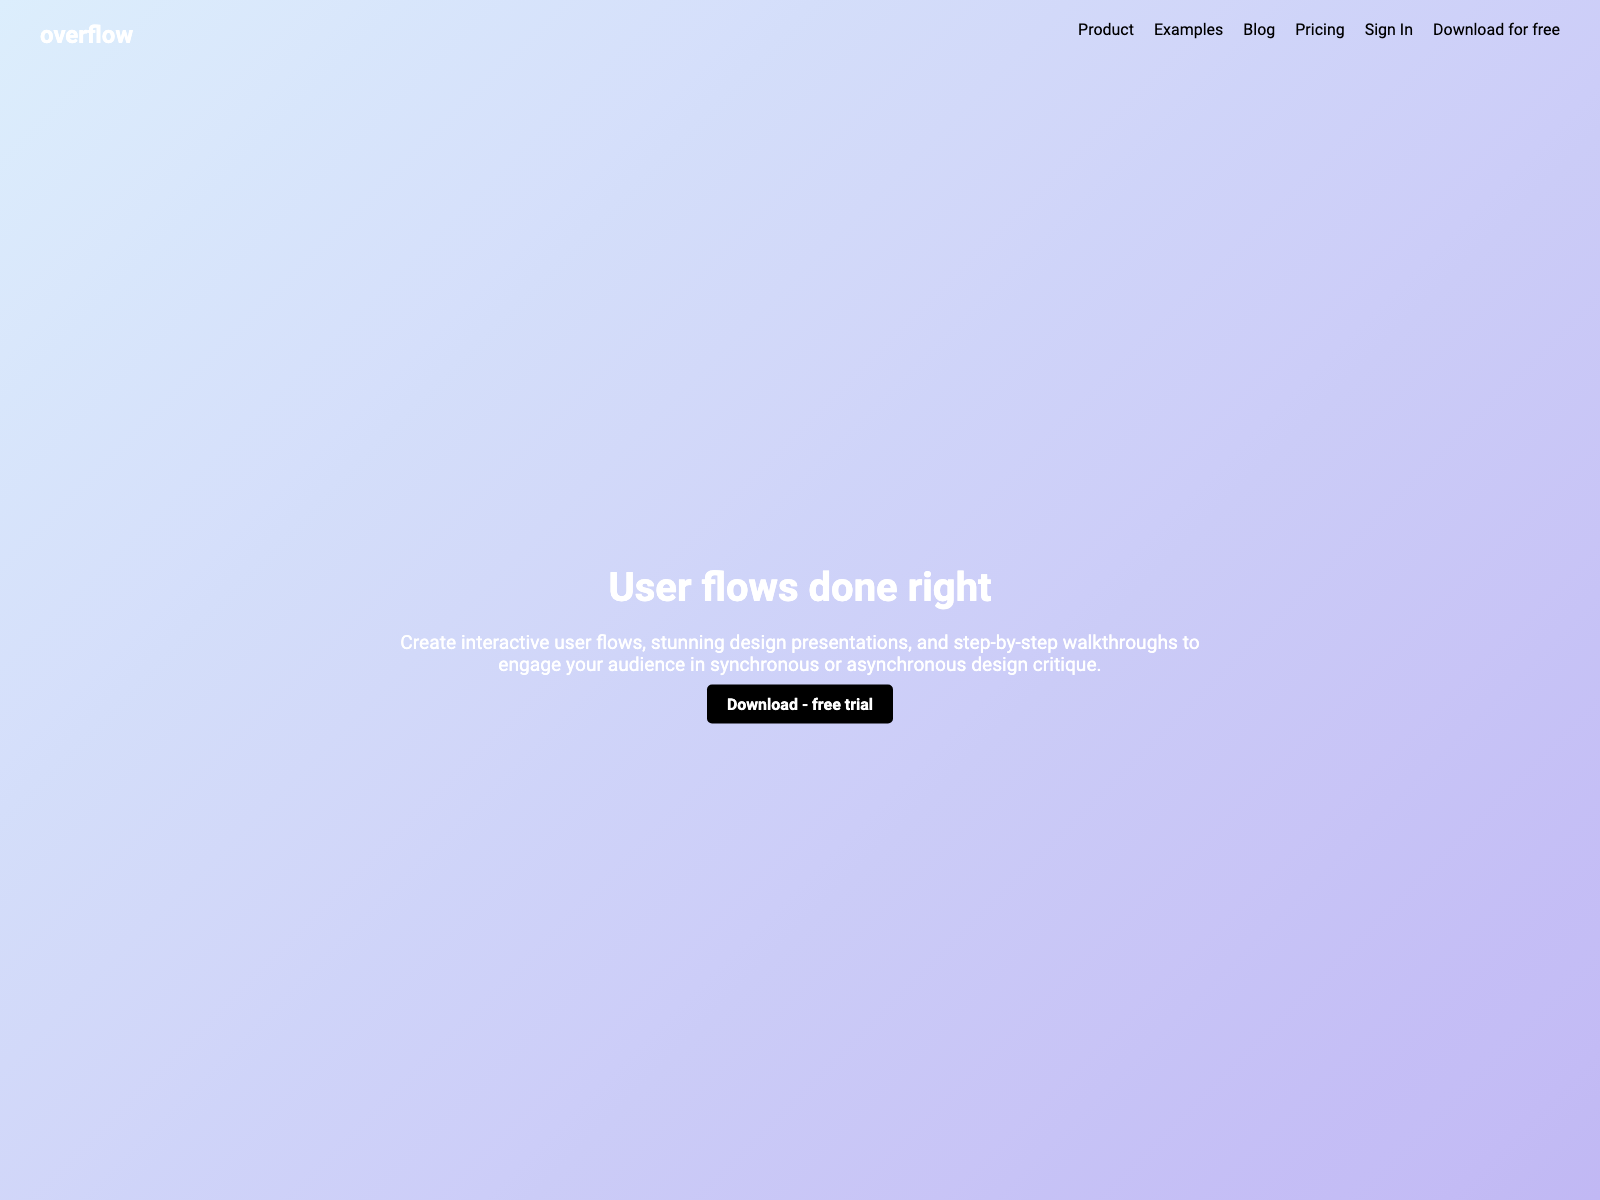 overflow
Product Examples Blog Pricing Sign In Download for free
User flows done right
Create interactive user flows, stunning design presentations, and step-by-step walkthroughs to
engage your audience in synchronous or asynchronous design critique.
Download - free trial